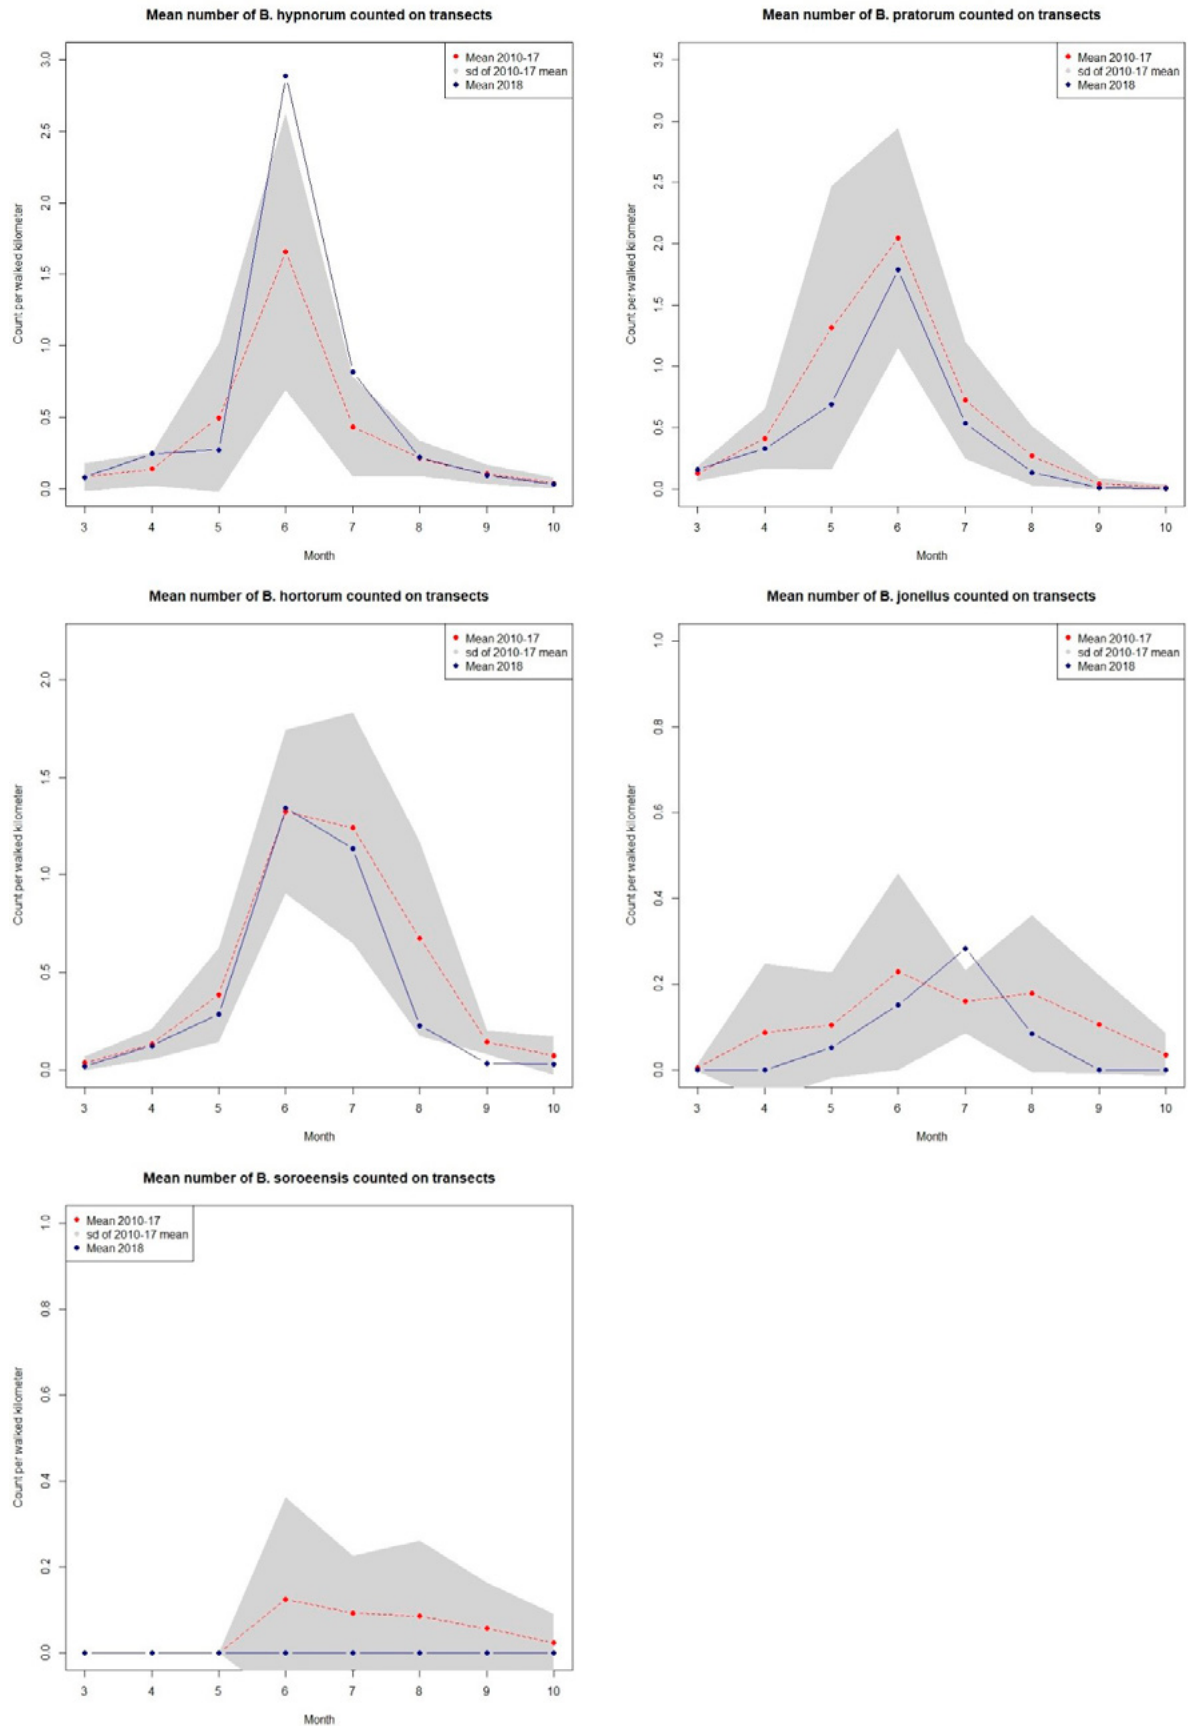 Mean number of B. hypnorum counted on transects
Mean 2010-17
sd of 2010-17 mean
Mean 2018
Count per walked kilometer
3.0
2.5
2.0
1.5
1.0
0.5
0.0
3 4 5 6 7 8 9 10
Month
Mean number of B. pratorum counted on transects
Mean 2010-17
sd of 2010-17 mean
Mean 2018
Count per walked kilometer
3.5
3.0
2.5
2.0
1.5
1.0
0.5
0.0
3 4 5 6 7 8 9 10
Month
Mean number of B. hortorum counted on transects
Mean 2010-17
sd of 2010-17 mean
Mean 2018
Count per walked kilometer
2.0
1.5
1.0
0.5
0.0
3 4 5 6 7 8 9 10
Month
Mean number of B. jonellus counted on transects
Mean 2010-17
sd of 2010-17 mean
Mean 2018
Count per walked kilometer
1.0
0.8
0.6
0.4
0.2
0.0
3 4 5 6 7 8 9 10
Month
Mean number of B. soroeensis counted on transects
Mean 2010-17
sd of 2010-17 mean
Mean 2018
Count per walked kilometer
1.0
0.8
0.6
0.4
0.2
0.0
3 4 5 6 7 8 9 10
Month